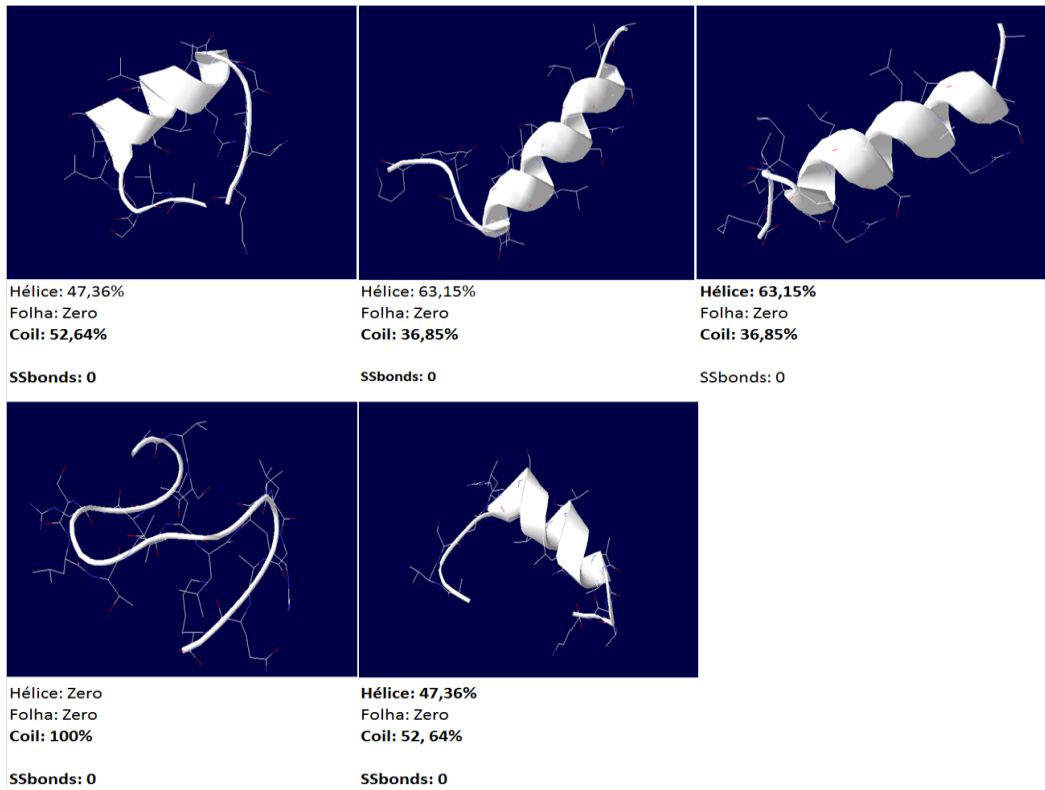 Hélice: 47,36%
Folha: Zero
Coil: 52,64%
SSbonds: 0
Hélice: 63,15%
Folha: Zero
Coil: 36,85%
SSbonds: 0
Hélice: 63,15%
Folha: Zero
Coil: 36,85%
SSbonds: 0
Hélice: Zero
Folha: Zero
Coil: 100%
SSbonds: 0
Hélice: 47,36%
Folha: Zero
Coil: 52, 64%
SSbonds: 0